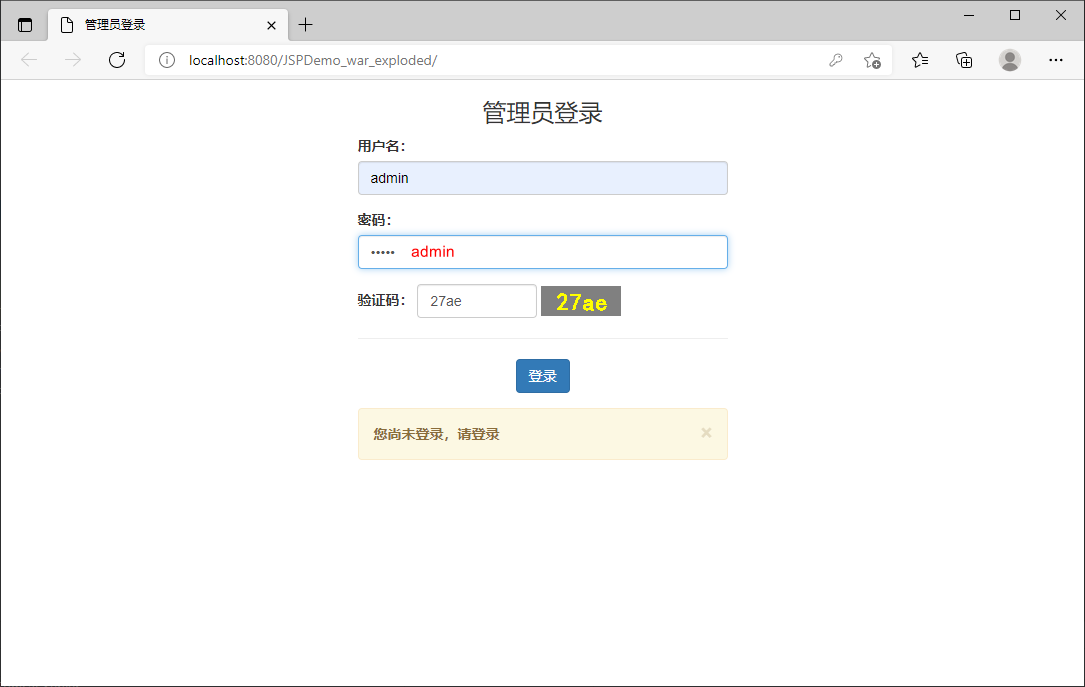 管理员登录
localhost:8080/JSPDemo_war_exploded/
管理员登录
用户名：
admin
密码：
••••• admin
验证码： 27ae 27ae
登录
您尚未登录，请登录 ×